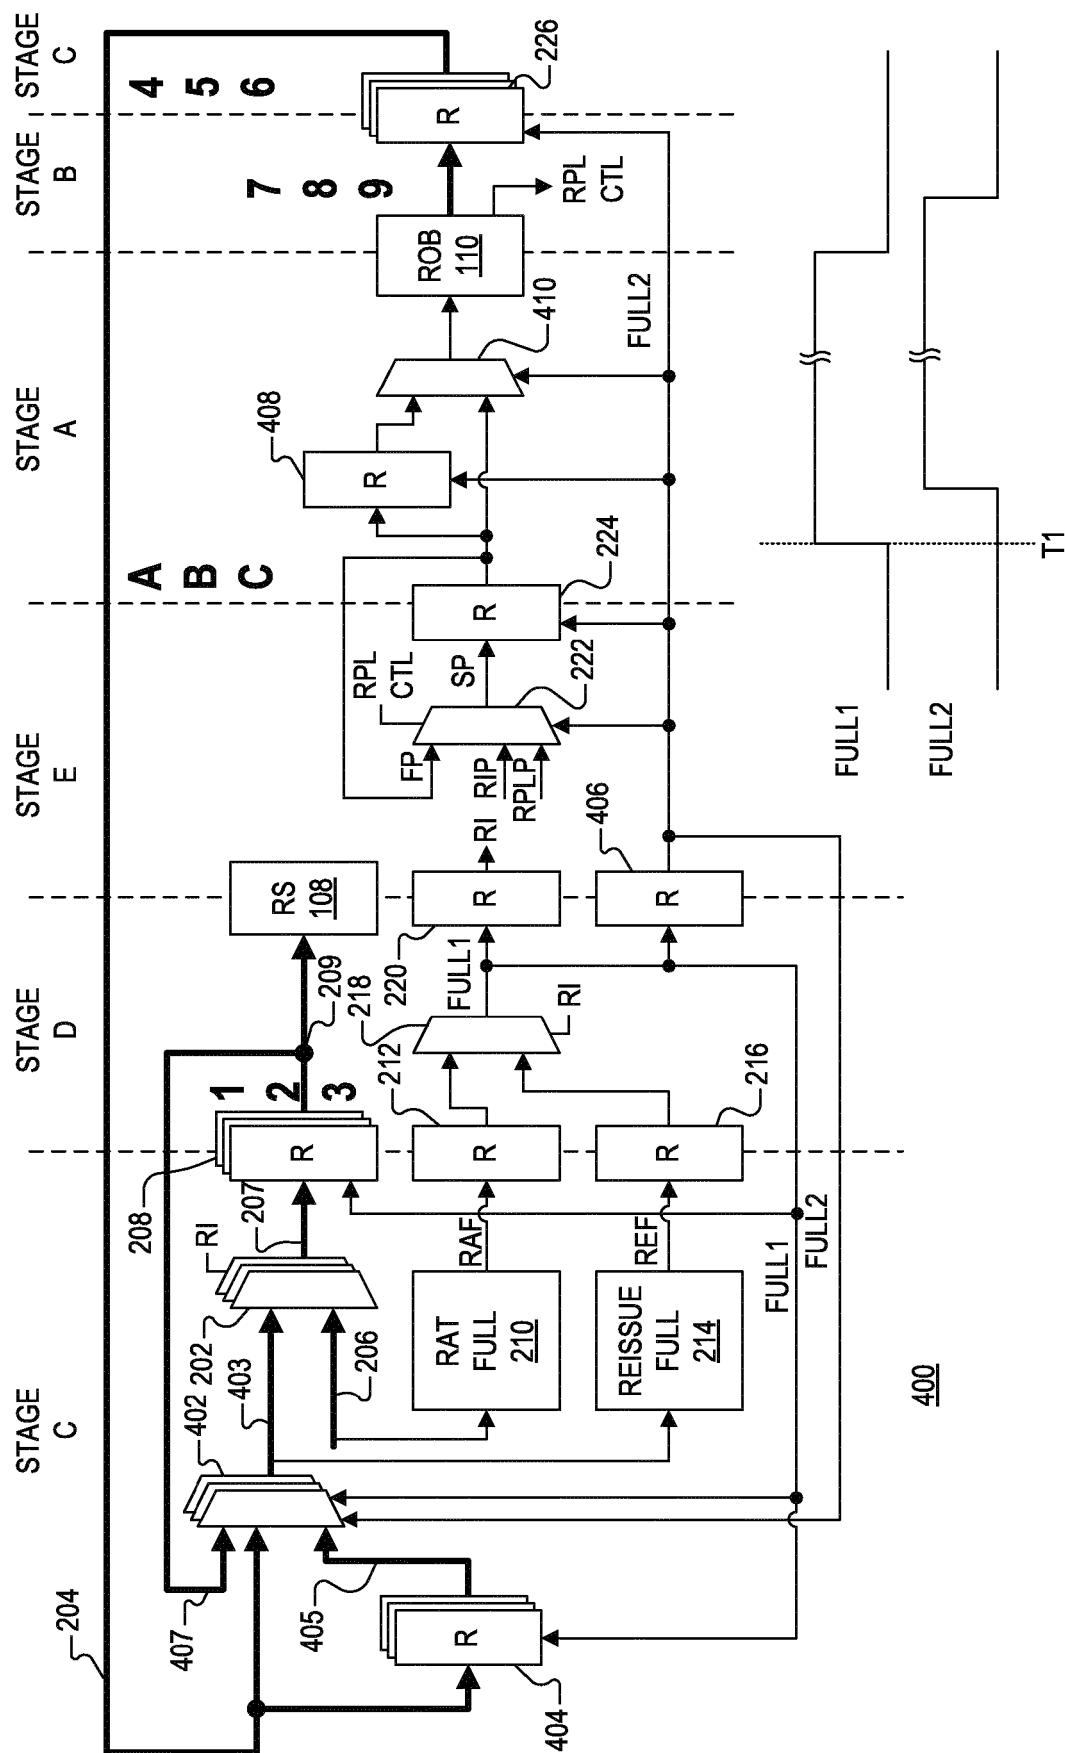 STAGE C
STAGE D
STAGE E
STAGE A
STAGE B
STAGE C
204
407
402
202
403
RI
207
208
1
2
3
209
RS
108
A
B
C
408
R
7
8
9
4
5
6
405
R
404
206
R
RAT FULL
210
RAF
R
212
218
FULL1
RI
220
R
RI
FP
RIP
RPLP
RPL CTL
SP
222
R
224
410
ROB
110
RPL CTL
R
226
REISSUE FULL
214
REF
R
216
R
406
FULL2
FULL1
FULL2
400
FULL1
FULL2
T1